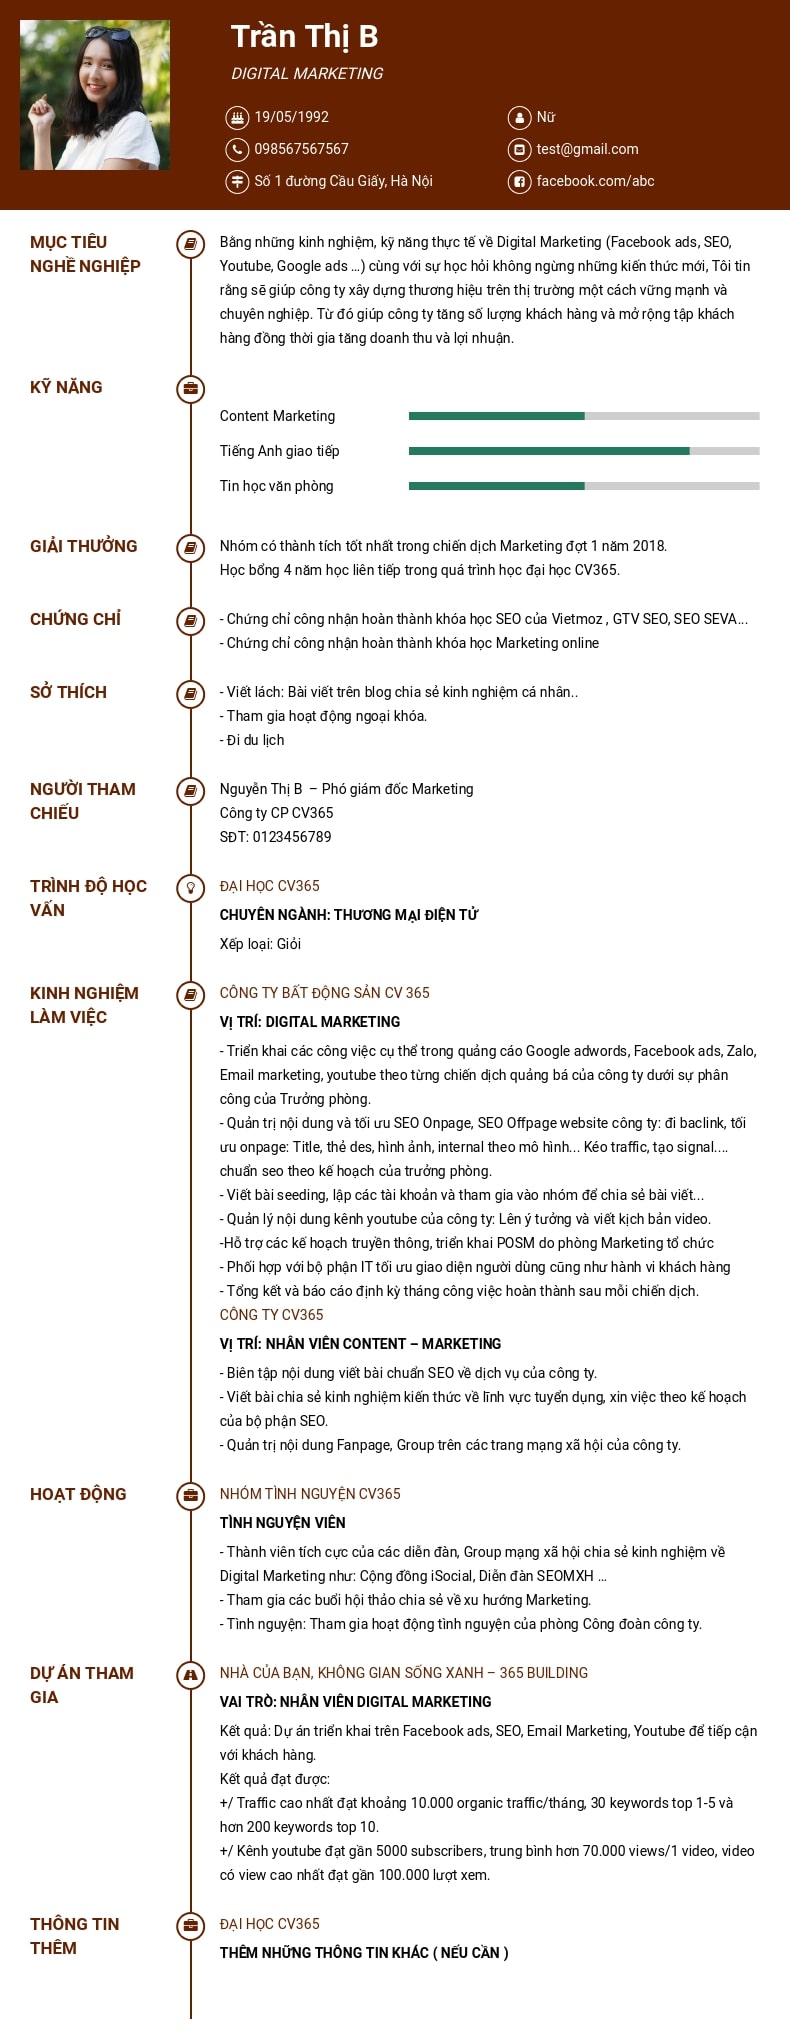 Trần Thị B
DIGITAL MARKETING
19/05/1992
Nữ
098567567567
test@gmail.com
Số 1 đường Cầu Giấy, Hà Nội
facebook.com/abc
MỤC TIÊU
NGHỀ NGHIỆP
Bằng những kinh nghiệm, kỹ năng thực tế về Digital Marketing (Facebook ads, SEO,
Youtube, Google ads ...) cùng với sự học hỏi không ngừng những kiến thức mới, Tôi tin
rằng sẽ giúp công ty xây dựng thương hiệu trên thị trường một cách vững mạnh và
chuyên nghiệp. Từ đó giúp công ty tăng số lượng khách hàng và mở rộng tập khách
hàng đồng thời gia tăng doanh thu và lợi nhuận.
KỸ NĂNG
Content Marketing
Tiếng Anh giao tiếp
Tin học văn phòng
GIẢI THƯỞNG
Nhóm có thành tích tốt nhất trong chiến dịch Marketing đợt 1 năm 2018.
Học bổng 4 năm học liên tiếp trong quá trình học đại học CV365.
CHỨNG CHỈ
- Chứng chỉ công nhận hoàn thành khóa học SEO của Vietmoz , GTV SEO, SEO SEVA...
- Chứng chỉ công nhận hoàn thành khóa học Marketing online
SỞ THÍCH
- Viết lách: Bài viết trên blog chia sẻ kinh nghiệm cá nhân..
- Tham gia hoạt động ngoại khóa.
- Đi du lịch
NGƯỜI THAM
CHIẾU
Nguyễn Thị B – Phó giám đốc Marketing
Công ty CP CV365
SĐT: 0123456789
TRÌNH ĐỘ HỌC
VẤN
ĐẠI HỌC CV365
CHUYÊN NGÀNH: THƯƠNG MẠI ĐIỆN TỬ
Xếp loại: Giỏi
KINH NGHIỆM
LÀM VIỆC
CÔNG TY BẤT ĐỘNG SẢN CV 365
VỊ TRÍ: DIGITAL MARKETING
- Triển khai các công việc cụ thể trong quảng cáo Google adwords, Facebook ads, Zalo,
Email marketing, youtube theo từng chiến dịch quảng bá của công ty dưới sự phân
công của Trưởng phòng.
- Quản trị nội dung và tối ưu SEO Onpage, SEO Offpage website công ty: đi baclink, tối
ưu onpage: Title, thẻ des, hình ảnh, internal theo mô hình... Kéo traffic, tạo signal....
chuẩn seo theo kế hoạch của trưởng phòng.
- Viết bài seeding, lập các tài khoản và tham gia vào nhóm để chia sẻ bài viết...
- Quản lý nội dung kênh youtube của công ty: Lên ý tưởng và viết kịch bản video.
-Hỗ trợ các kế hoạch truyền thông, triển khai POSM do phòng Marketing tổ chức
- Phối hợp với bộ phận IT tối ưu giao diện người dùng cũng như hành vi khách hàng
- Tổng kết và báo cáo định kỳ tháng công việc hoàn thành sau mỗi chiến dịch.
CÔNG TY CV365
VỊ TRÍ: NHÂN VIÊN CONTENT – MARKETING
- Biên tập nội dung viết bài chuẩn SEO về dịch vụ của công ty.
- Viết bài chia sẻ kinh nghiệm kiến thức về lĩnh vực tuyển dụng, xin việc theo kế hoạch
của bộ phận SEO.
- Quản trị nội dung Fanpage, Group trên các trang mạng xã hội của công ty.
HOẠT ĐỘNG
NHÓM TÌNH NGUYỆN CV365
TÌNH NGUYỆN VIÊN
- Thành viên tích cực của các diễn đàn, Group mạng xã hội chia sẻ kinh nghiệm về
Digital Marketing như: Cộng đồng iSocial, Diễn đàn SEOMXH ...
- Tham gia các buổi hội thảo chia sẻ về xu hướng Marketing.
- Tình nguyện: Tham gia hoạt động tình nguyện của phòng Công đoàn công ty.
DỰ ÁN THAM
GIA
NHÀ CỦA BẠN, KHÔNG GIAN SỐNG XANH – 365 BUILDING
VAI TRÒ: NHÂN VIÊN DIGITAL MARKETING
Kết quả: Dự án triển khai trên Facebook ads, SEO, Email Marketing, Youtube để tiếp cận
với khách hàng.
Kết quả đạt được:
+/ Traffic cao nhất đạt khoảng 10.000 organic traffic/tháng, 30 keywords top 1-5 và
hơn 200 keywords top 10.
+/ Kênh youtube đạt gần 5000 subscribers, trung bình hơn 70.000 views/1 video, video
có view cao nhất đạt gần 100.000 lượt xem.
THÔNG TIN
THÊM
ĐẠI HỌC CV365
THÊM NHỮNG THÔNG TIN KHÁC ( NẾU CẦN )